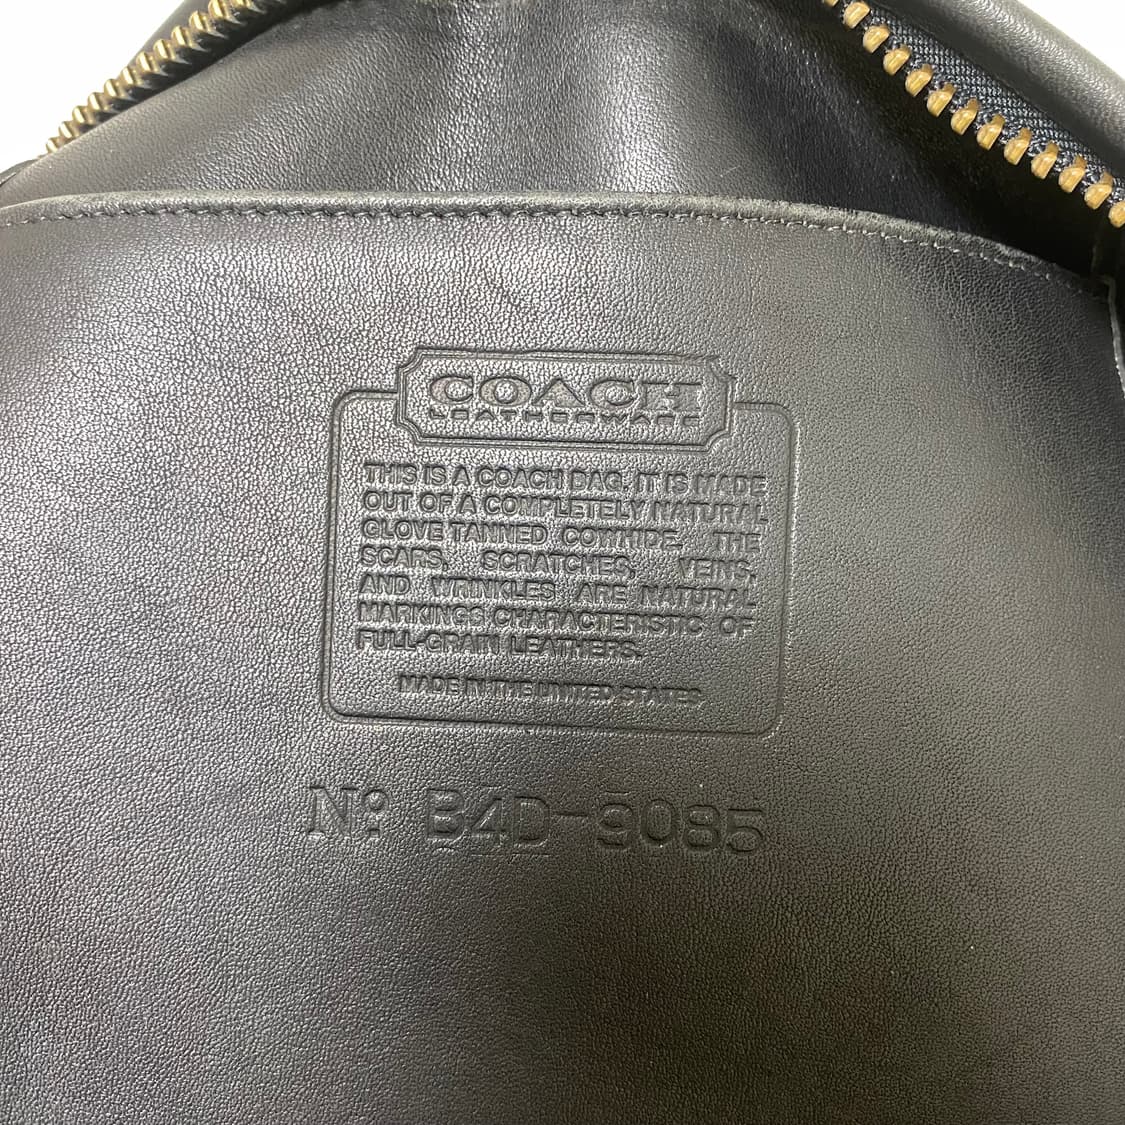 COACH
LEATHERWARE
THIS IS A COACH BAG. IT IS MADE
OUT OF A COMPLETELY NATURAL
GLOVE TANNED COWHIDE. THE
SCARS, SCRATCHES, VEINS,
AND WRINKLES ARE NATURAL
MARKINGS CHARACTERISTIC OF
FULL-GRAIN LEATHERS.
MADE IN THE UNITED STATES
Nº B4D-9085